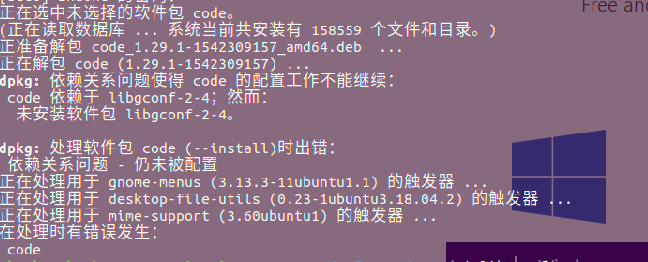 Free an
正在选中未选择的软件包 code。
(正在读取数据库 ... 系统当前共安装有 158559 个文件和目录。)
正准备解包 code_1.29.1-1542309157_amd64.deb ...
正在解包 code (1.29.1-1542309157) ...
dpkg: 依赖关系问题使得 code 的配置工作不能继续：
code 依赖于 libgconf-2-4；然而：
未安装软件包 libgconf-2-4。
dpkg: 处理软件包 code (--install)时出错：
依赖关系问题 - 仍未被配置
正在处理用于 gnome-menus (3.13.3-11ubuntu1.1) 的触发器 ...
正在处理用于 desktop-file-utils (0.23-1ubuntu3.18.04.2) 的触发器 ...
正在处理用于 mime-support (3.60ubuntu1) 的触发器 ...
在处理时有错误发生：
code